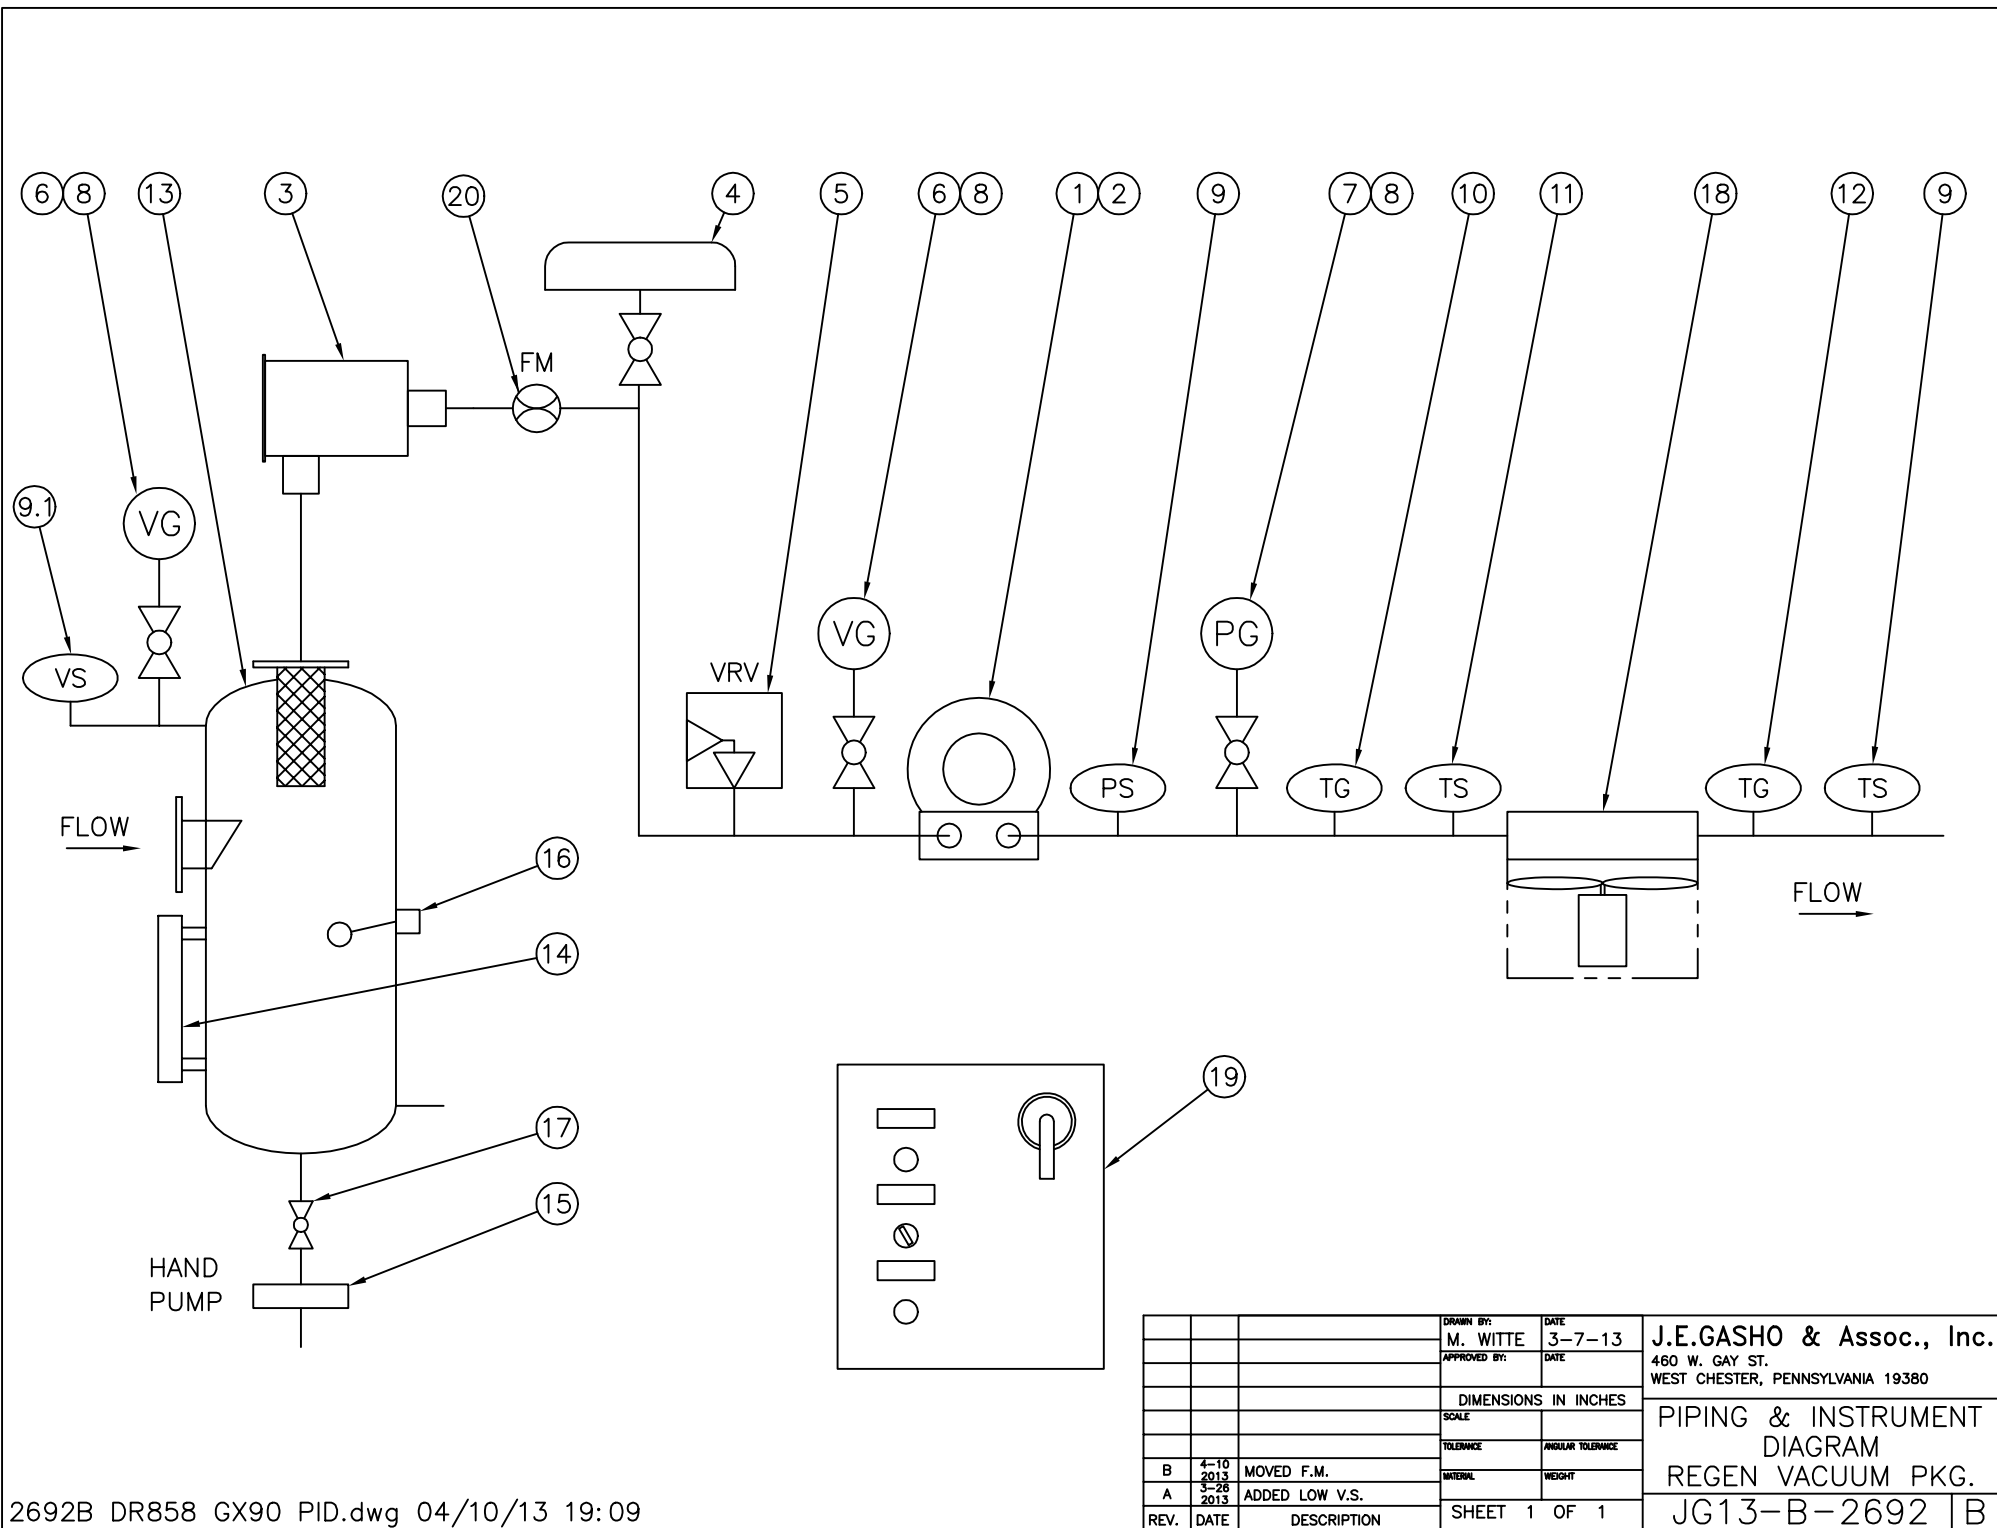 6 8 13 3 20 4 5 6 8 1 2 9 7 8 10 11 18 12 9
FM
9.1 VG
VS
VRV VG PG
PS TG TS TG TS
FLOW
16
FLOW
14
19
17
15
HAND
PUMP
DRAWN BY: DATE
M. WITTE 3-7-13
APPROVED BY: DATE
DIMENSIONS IN INCHES
SCALE
TOLERANCE ANGULAR TOLERANCE
MATERIAL WEIGHT
SHEET 1 OF 1
B 4-10 2013 MOVED F.M.
A 3-26 2013 ADDED LOW V.S.
REV. DATE DESCRIPTION
J.E.GASHO & Assoc., Inc.
460 W. GAY ST.
WEST CHESTER, PENNSYLVANIA 19380
PIPING & INSTRUMENT
DIAGRAM
REGEN VACUUM PKG.
JG13-B-2692 B
2692B DR858 GX90 PID.dwg 04/10/13 19:09